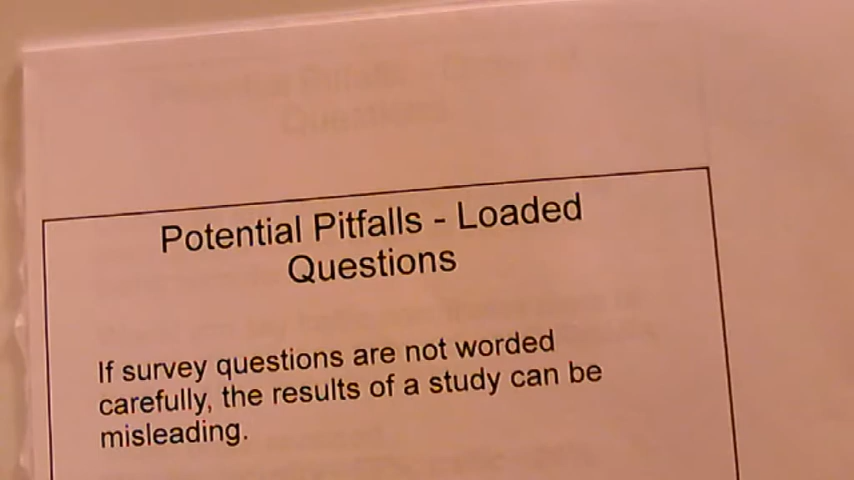 Potential Pitfalls - Loaded
Questions
If survey questions are not worded
carefully, the results of a study can be
misleading.